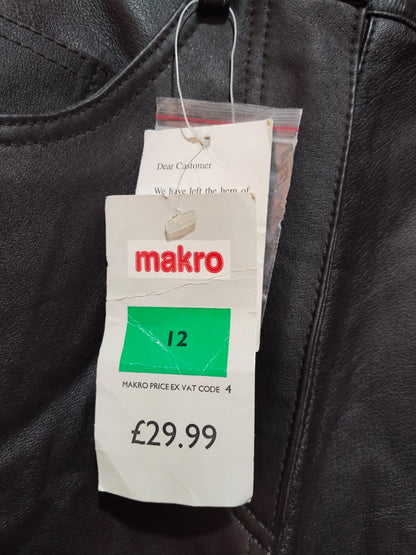 Dear Customer
We have left the hem of
makro
12
MAKRO PRICE EX VAT CODE 4
£29.99